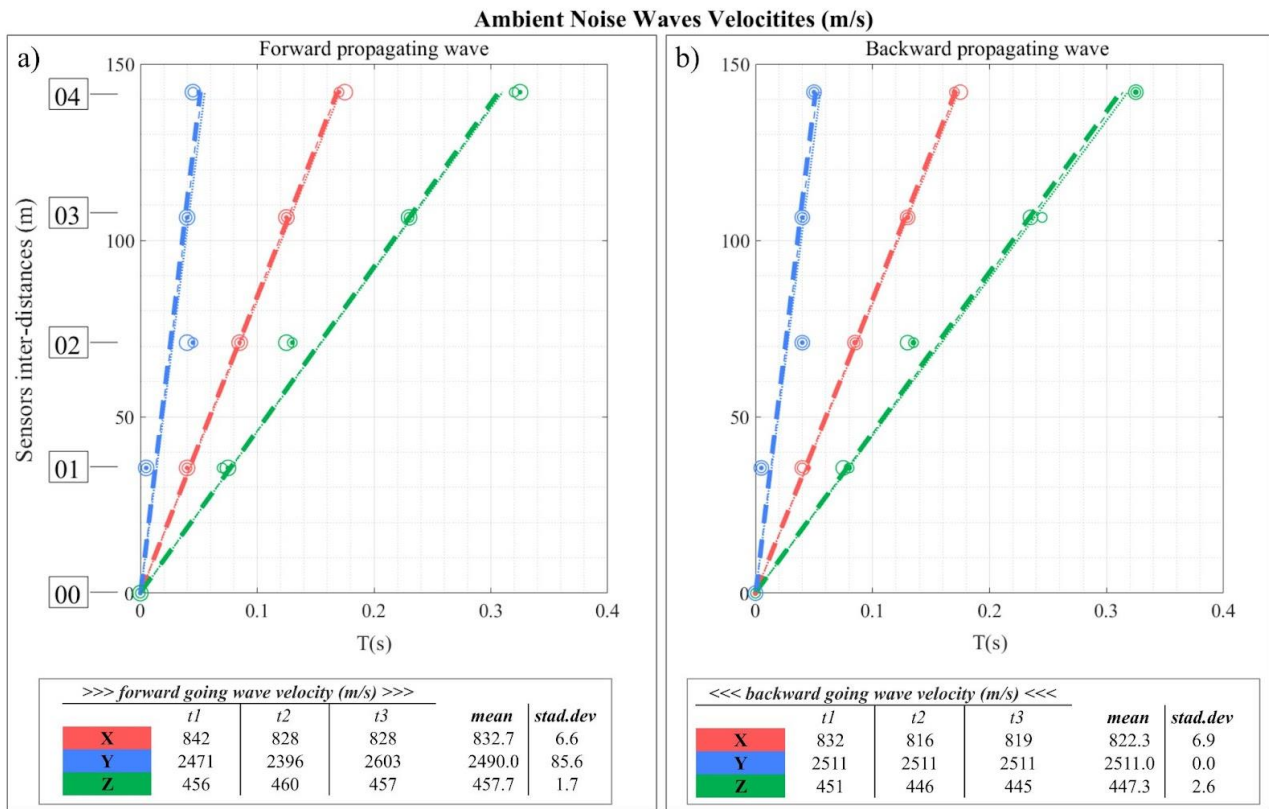 Ambient Noise Waves Velocitites (m/s)
a)
Forward propagating wave
150
04
03
100
02
50
01
00
0
0 0.1 0.2 0.3 0.4
Sensors inter-distances (m)
T(s)
>>> forward going wave velocity (m/s) >>>
t1 t2 t3 mean stad.dev
X 842 828 828 832.7 6.6
Y 2471 2396 2603 2490.0 85.6
Z 456 460 457 457.7 1.7
b)
Backward propagating wave
150
100
50
0
0 0.1 0.2 0.3 0.4
T(s)
<<< backward going wave velocity (m/s) <<<
t1 t2 t3 mean stad.dev
X 832 816 819 822.3 6.9
Y 2511 2511 2511 2511.0 0.0
Z 451 446 445 447.3 2.6